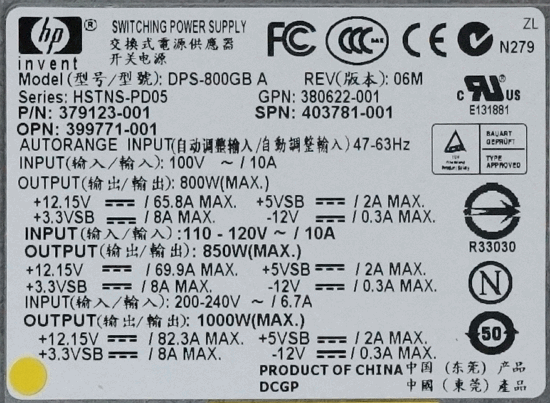 hp ® SWITCHING POWER SUPPLY ZL
交換式電源供應器
开关电源
invent
FC CCC CE N279
Model (型号/型號): DPS-800GB A REV(版本): 06M
Series: HSTNS-PD05 GPN: 380622-001
P/N: 379123-001 SPN: 403781-001
OPN: 399771-001
c RU US
E131881
AUTORANGE INPUT(自动调整输入/自動調整輸入) 47-63Hz
BAUART GEPRÜFT
TYPE APPROVED
INPUT(输入/輸入): 100V ~ / 10A
OUTPUT(输出/輸出): 800W(MAX.)
+12.15V ⎓ / 65.8A MAX. +5VSB ⎓ / 2A MAX.
+3.3VSB ⎓ / 8A MAX. -12V ⎓ / 0.3A MAX.
INPUT(输入/輸入):110 - 120V ~ / 10A
OUTPUT(输出/輸出): 850W(MAX.)
R33030
+12.15V ⎓ / 69.9A MAX. +5VSB ⎓ / 2A MAX.
+3.3VSB ⎓ / 8A MAX. -12V ⎓ / 0.3A MAX.
N
INPUT(输入/輸入): 200-240V ~ / 6.7A
OUTPUT(输出/輸出): 1000W(MAX.)
+12.15V ⎓ / 82.3A MAX. +5VSB ⎓ / 2A MAX.
+3.3VSB ⎓ / 8A MAX. -12V ⎓ / 0.3A MAX.
50
PRODUCT OF CHINA 中国 (东莞) 产品
DCGP 中國 (東莞) 產品